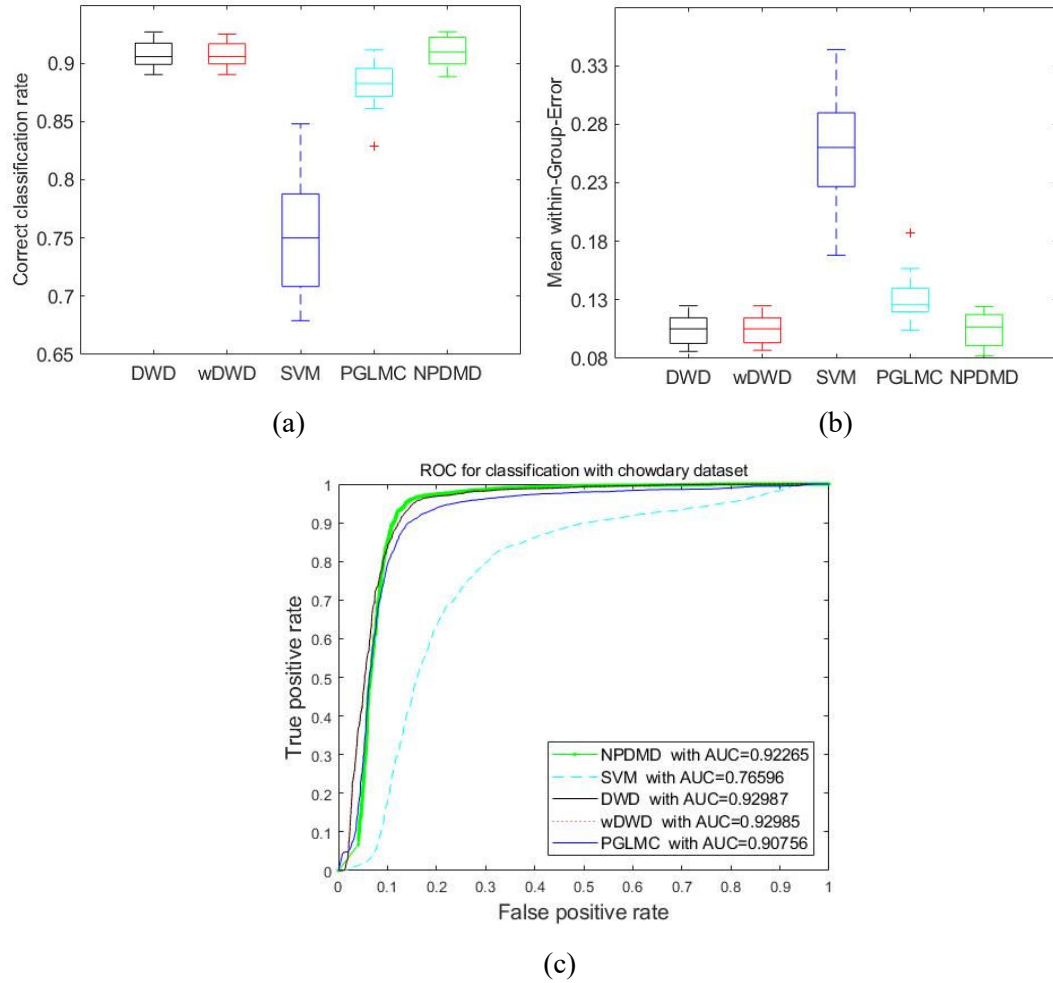 Correct classification rate
0.9
0.85
0.8
0.75
0.7
0.65
DWD wDWD SVM PGLMC NPDMD
(a)
Mean within-Group-Error
0.33
0.28
0.23
0.18
0.13
0.08
DWD wDWD SVM PGLMC NPDMD
(b)
ROC for classification with chowdary dataset
True positive rate
1
0.9
0.8
0.7
0.6
0.5
0.4
0.3
0.2
0.1
0
NPDMD with AUC=0.92265
SVM with AUC=0.76596
DWD with AUC=0.92987
wDWD with AUC=0.92985
PGLMC with AUC=0.90756
0 0.1 0.2 0.3 0.4 0.5 0.6 0.7 0.8 0.9 1
False positive rate
(c)